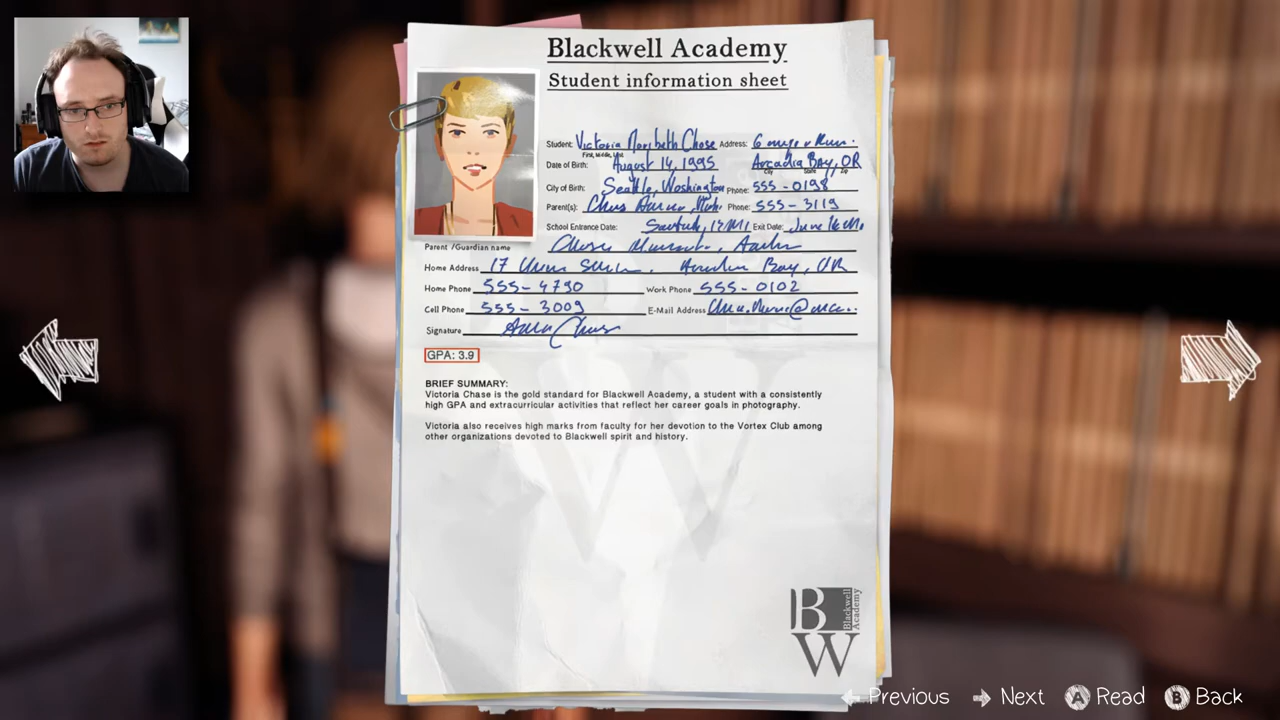 Blackwell Academy
Student information sheet
Student: Victoria Maribeth Chase Address:
First, Middle, Last
Date of Birth: August 14, 1995 Arcadia Bay, OR
City State Zip
City of Birth: Seattle, Washington Phone: 555-0198
Parent(s): Phone: 555-3119
School Entrance Date: Exit Date: June
Parent /Guardian name Chase
Home Address 17 Bay, OR
Home Phone 555-4790 Work Phone 555-0102
Cell Phone 555-3009 E-Mail Address
Signature
GPA: 3.9
BRIEF SUMMARY:
Victoria Chase is the gold standard for Blackwell Academy, a student with a consistently
high GPA and extracurricular activities that reflect her career goals in photography.
Victoria also receives high marks from faculty for her devotion to the Vortex Club among
other organizations devoted to Blackwell spirit and history.
B
W
Blackwell
Academy
Previous Next A Read B Back